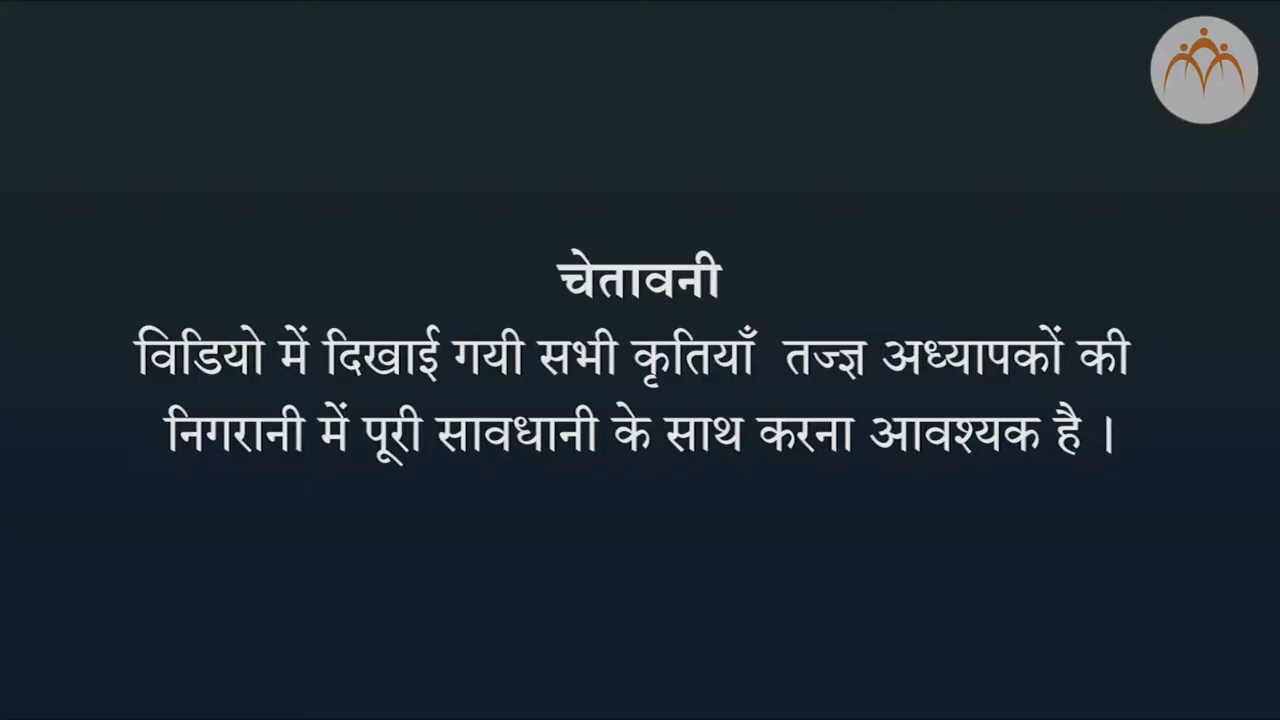 चेतावनी
विडियो में दिखाई गयी सभी कृतियाँ तज्ज्ञ अध्यापकों की
निगरानी में पूरी सावधानी के साथ करना आवश्यक है ।